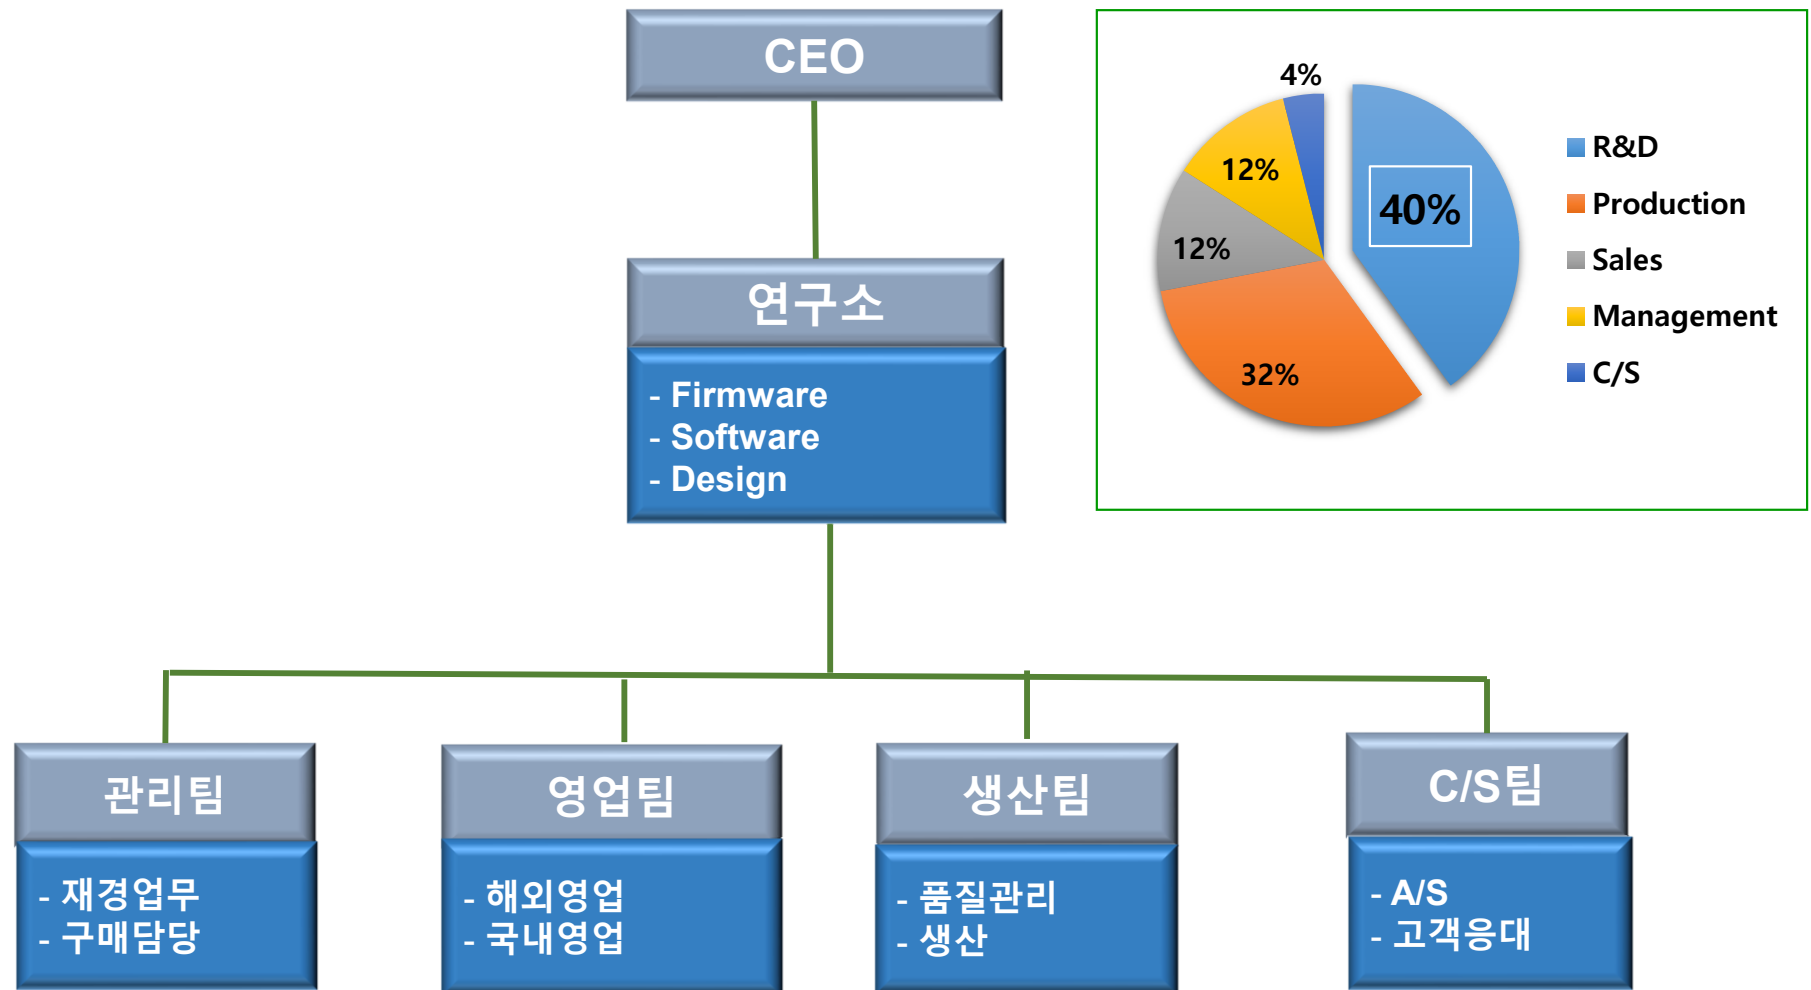 CEO
연구소
- Firmware
- Software
- Design
4%
12%
40%
12%
32%
R&D
Production
Sales
Management
C/S
관리팀
- 재경업무
- 구매담당
영업팀
- 해외영업
- 국내영업
생산팀
- 품질관리
- 생산
C/S팀
- A/S
- 고객응대